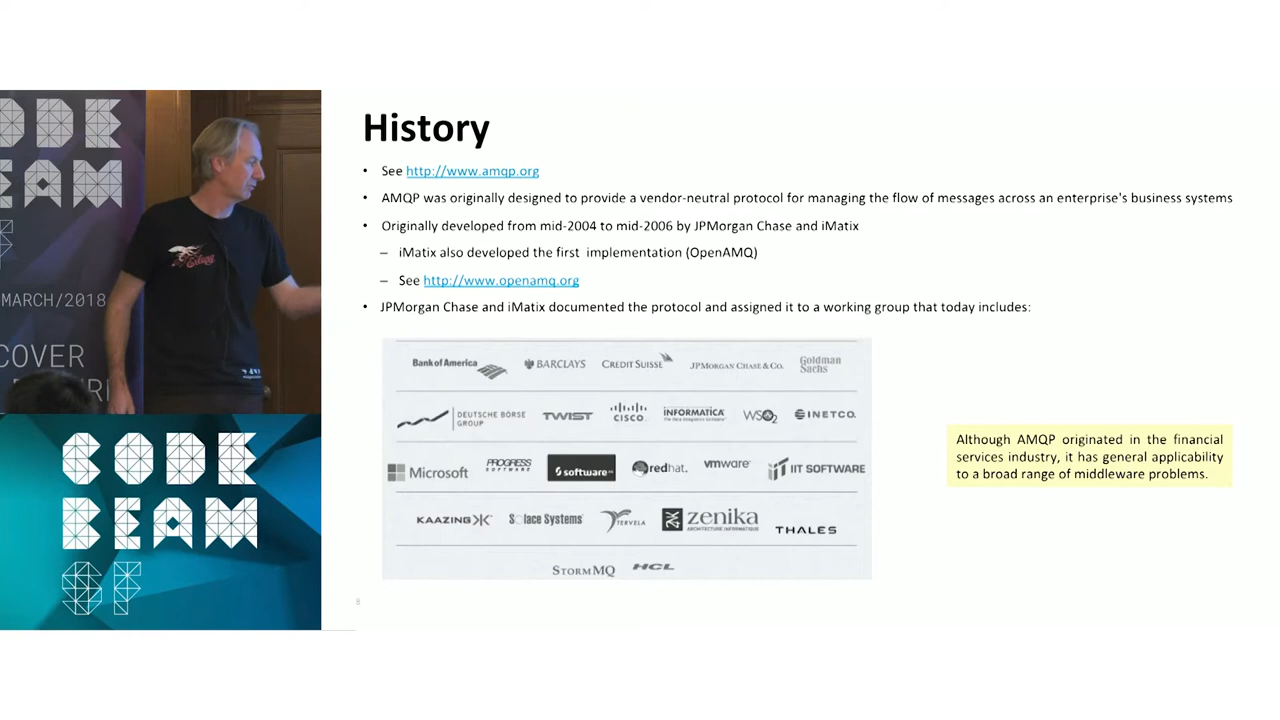 CODE
BEAM
SF
MARCH/2018
COVER
History
• See http://www.amqp.org
• AMQP was originally designed to provide a vendor-neutral protocol for managing the flow of messages across an enterprise's business systems
• Originally developed from mid-2004 to mid-2006 by JPMorgan Chase and iMatix
– iMatix also developed the first implementation (OpenAMQ)
– See http://www.openamq.org
• JPMorgan Chase and iMatix documented the protocol and assigned it to a working group that today includes:
Bank of America BARCLAYS CREDIT SUISSE JPMORGAN CHASE & CO. Goldman Sachs
DEUTSCHE BÖRSE GROUP TWIST CISCO INFORMATICA WSO2 INETCO.
Microsoft PROGRESS SOFTWARE software AG redhat. vmware IIT SOFTWARE
KAAZING Solace Systems TERVELA zenika ARCHITECTURE INFORMATIQUE THALES
STORMMQ HCL
Although AMQP originated in the financial
services industry, it has general applicability
to a broad range of middleware problems.
8